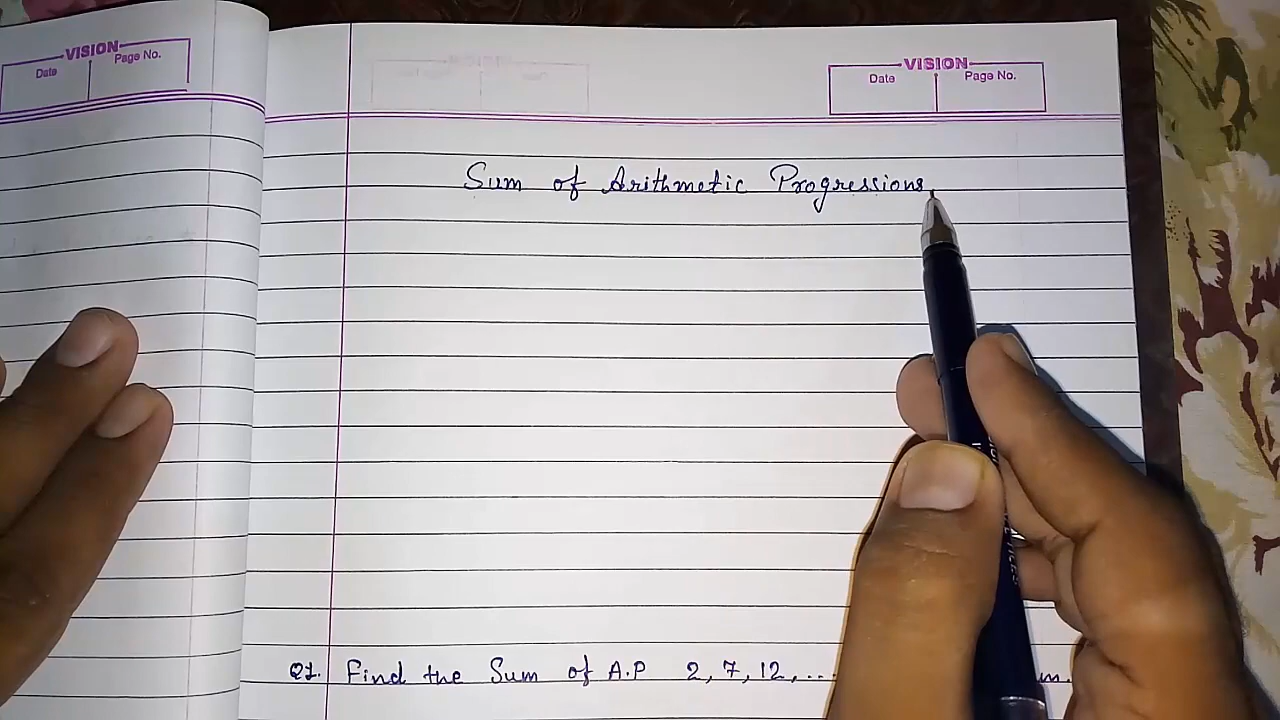 VISION
Date
Page No.
VISION
Date
Page No.
Sum of Arithmetic Progressions.
Q1. Find the Sum of A.P 2, 7, 12, ...